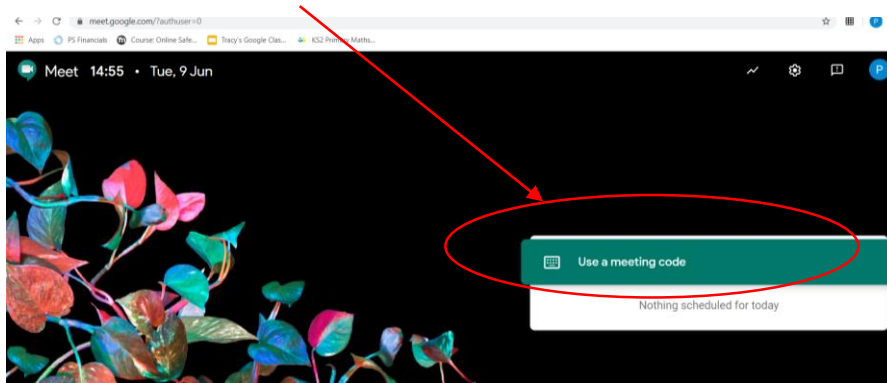 meet.google.com/?authuser=0
Apps PS Financials Course: Online Safe... Tracy's Google Clas... KS2 Primary Maths...
Meet 14:55 • Tue, 9 Jun P
Use a meeting code
Nothing scheduled for today